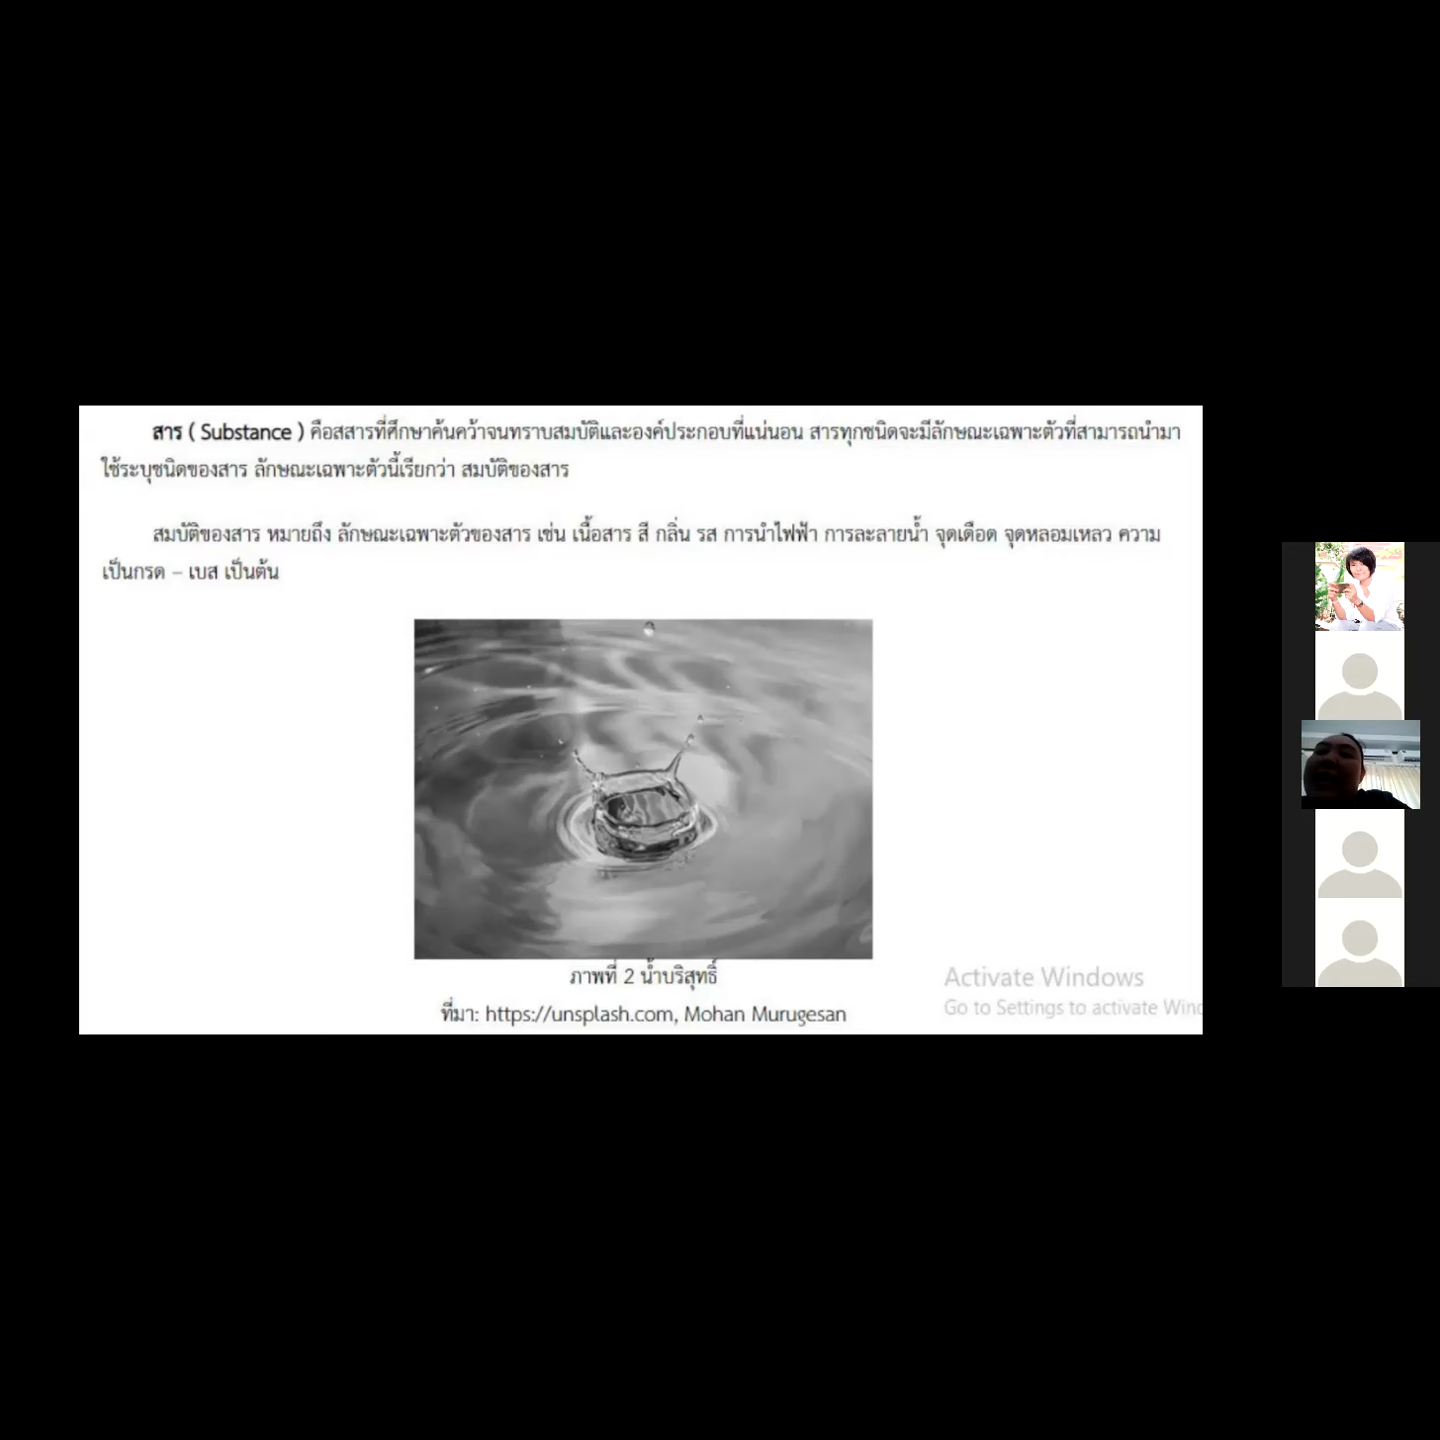 สาร ( Substance ) คือสสารที่ศึกษาค้นคว้าจนทราบสมบัติและองค์ประกอบที่แน่นอน สารทุกชนิดจะมีลักษณะเฉพาะตัวที่สามารถนำมา
ใช้ระบุชนิดของสาร ลักษณะเฉพาะตัวนี้เรียกว่า สมบัติของสาร
สมบัติของสาร หมายถึง ลักษณะเฉพาะตัวของสาร เช่น เนื้อสาร สี กลิ่น รส การนำไฟฟ้า การละลายน้ำ จุดเดือด จุดหลอมเหลว ความ
เป็นกรด – เบส เป็นต้น
ภาพที่ 2 น้ำบริสุทธิ์
ที่มา: https://unsplash.com, Mohan Murugesan
Activate Windows
Go to Settings to activate Wind